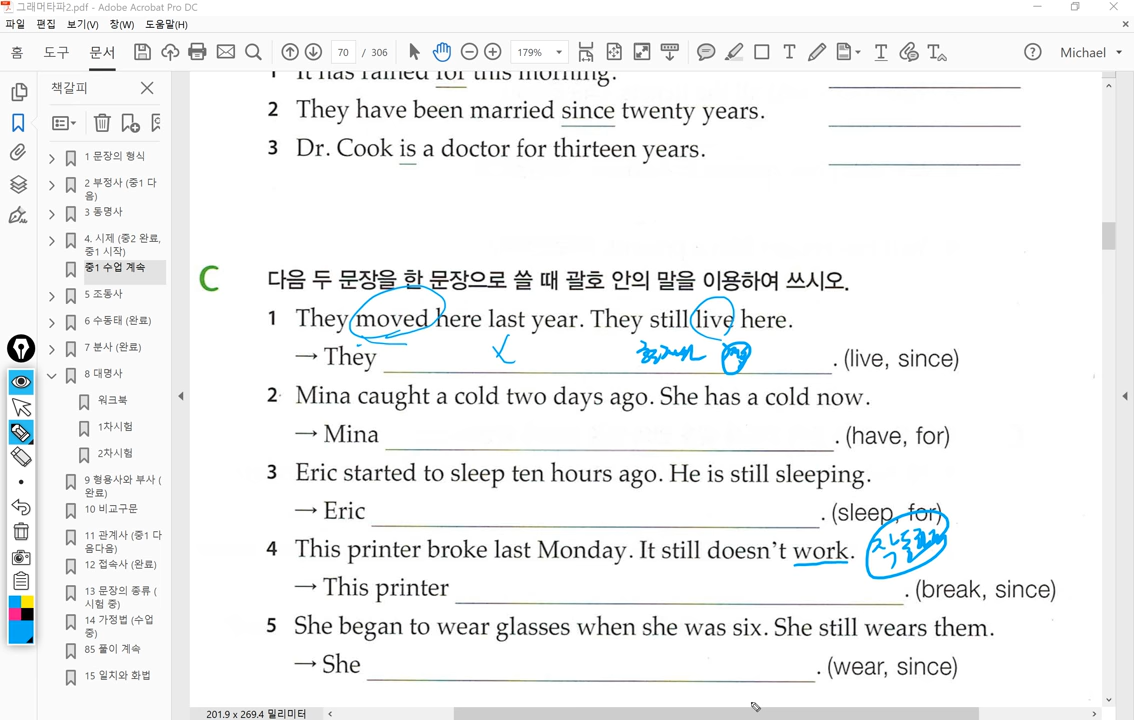 그래머타파2.pdf - Adobe Acrobat Pro DC
파일 편집 보기(V) 창(W) 도움말(H)
홈 도구 문서 70 / 306 179% Michael
책갈피
1 문장의 형식
2 부정사 (중1 다
음)
3 동명사
4. 시제 (중2 완료,
중1 시작)
중1 수업 계속
5 조동사
6 수동태 (완료)
7 분사 (완료)
8 대명사
워크북
1차시험
2차시험
9 형용사와 부사 (
완료)
10 비교구문
11 관계사 (중1 다
음다음)
12 접속사 (완료)
13 문장의 종류 (
시험 중)
14 가정법 (수업
중)
85 풀이 계속
15 일치와 화법
1 It has rained for this morning.
2 They have been married since twenty years.
3 Dr. Cook is a doctor for thirteen years.
C 다음 두 문장을 한 문장으로 쓸 때 괄호 안의 말을 이용하여 쓰시오.
1 They moved here last year. They still live here.
→ They . (live, since)
2 Mina caught a cold two days ago. She has a cold now.
→ Mina . (have, for)
3 Eric started to sleep ten hours ago. He is still sleeping.
→ Eric . (sleep, for)
4 This printer broke last Monday. It still doesn't work.
→ This printer . (break, since)
5 She began to wear glasses when she was six. She still wears them.
→ She . (wear, since)
201.9 x 269.4 밀리미터